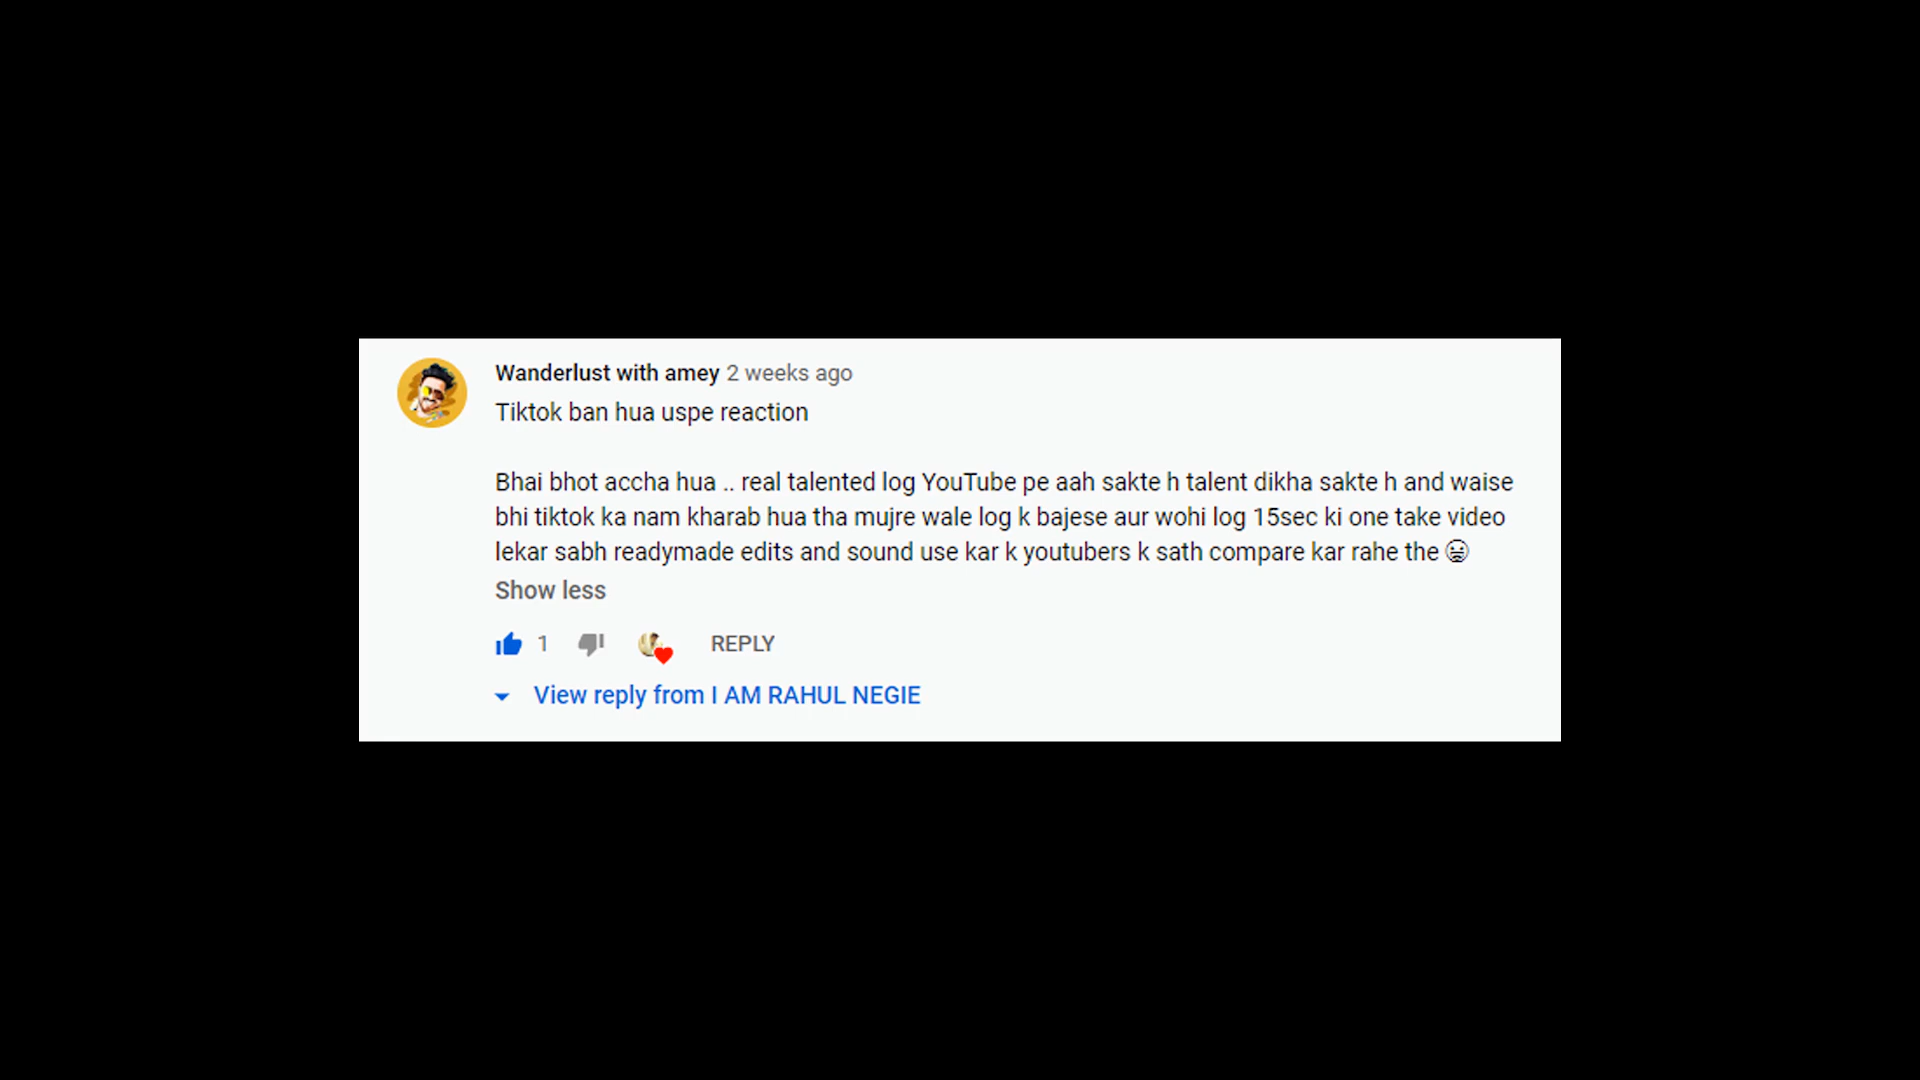 Wanderlust with amey 2 weeks ago
Tiktok ban hua uspe reaction
Bhai bhot accha hua .. real talented log YouTube pe aah sakte h talent dikha sakte h and waise
bhi tiktok ka nam kharab hua tha mujre wale log k bajese aur wohi log 15sec ki one take video
lekar sabh readymade edits and sound use kar k youtubers k sath compare kar rahe the 😬
Show less
1 REPLY
View reply from I AM RAHUL NEGIE